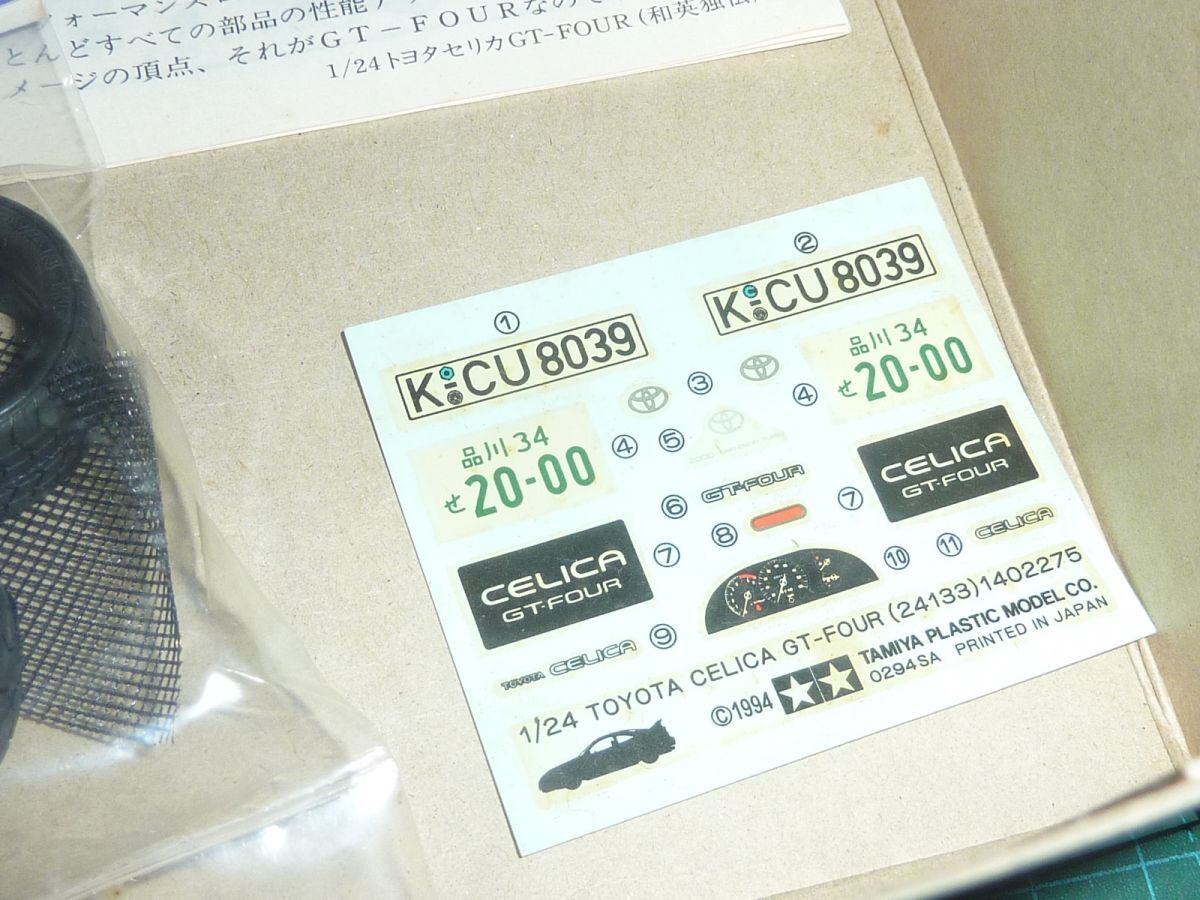 ォーマンス
とんどすべての部品の性能
メージの頂点、それがGT-FOURなので
1/24トヨタセリカGT-FOUR (和英独仏)
① ②
K CU 8039
K CU 8039
③
品川 34
せ 20-00
④ ⑤ ④
品川 34
せ 20-00
⑥ GT-FOUR
CELICA
GT-FOUR
⑦ ⑧ ⑦
CELICA
GT-FOUR
⑩ ⑪ CELICA
TOYOTA CELICA ⑨
1/24 TOYOTA CELICA GT-FOUR (24133) 1402275
©1994 TAMIYA PLASTIC MODEL CO.
0294SA PRINTED IN JAPAN